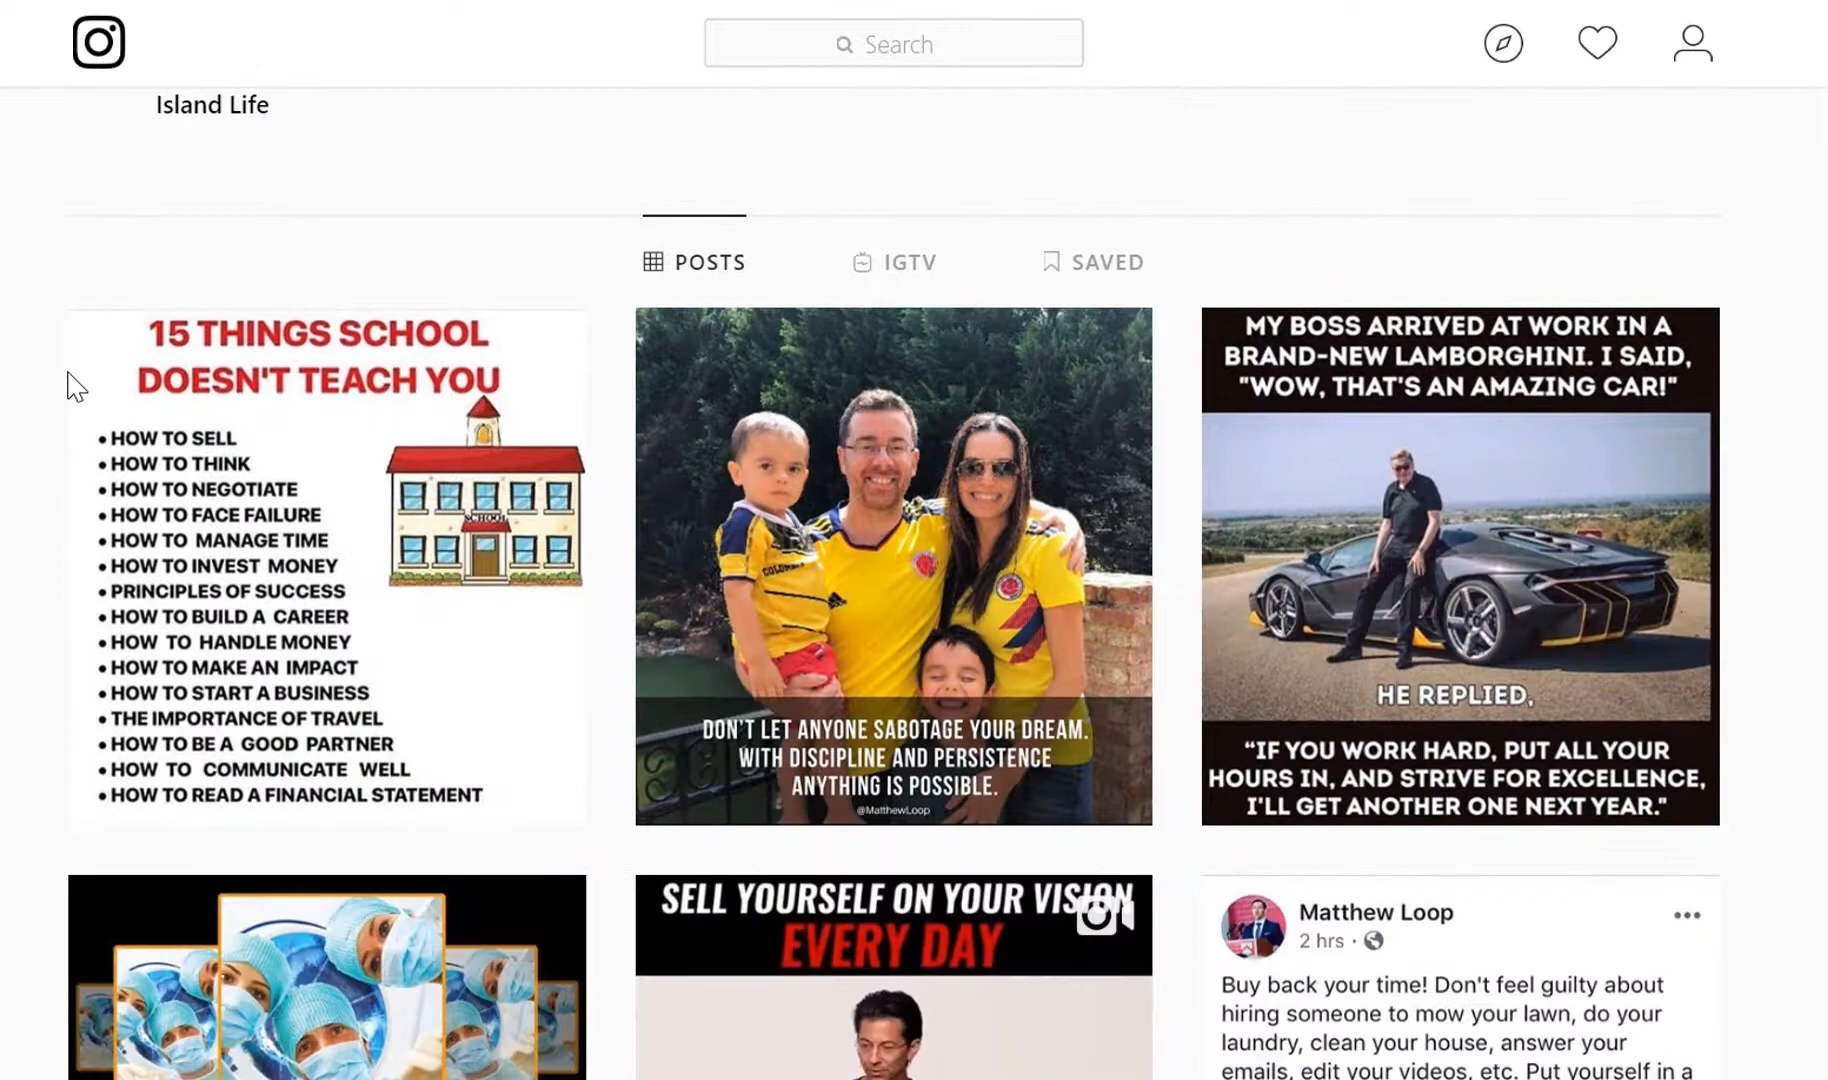 Search
Island Life
POSTS
IGTV
SAVED
15 THINGS SCHOOL
DOESN'T TEACH YOU
• HOW TO SELL
• HOW TO THINK
• HOW TO NEGOTIATE
• HOW TO FACE FAILURE
• HOW TO MANAGE TIME
• HOW TO INVEST MONEY
• PRINCIPLES OF SUCCESS
• HOW TO BUILD A CAREER
• HOW TO HANDLE MONEY
• HOW TO MAKE AN IMPACT
• HOW TO START A BUSINESS
• THE IMPORTANCE OF TRAVEL
• HOW TO BE A GOOD PARTNER
• HOW TO COMMUNICATE WELL
• HOW TO READ A FINANCIAL STATEMENT
SCHOOL
COLOMBIA
DON'T LET ANYONE SABOTAGE YOUR DREAM.
WITH DISCIPLINE AND PERSISTENCE
ANYTHING IS POSSIBLE.
@MatthewLoop
MY BOSS ARRIVED AT WORK IN A
BRAND-NEW LAMBORGHINI. I SAID,
"WOW, THAT'S AN AMAZING CAR!"
HE REPLIED,
“IF YOU WORK HARD, PUT ALL YOUR
HOURS IN, AND STRIVE FOR EXCELLENCE,
I'LL GET ANOTHER ONE NEXT YEAR."
SELL YOURSELF ON YOUR VISION
EVERY DAY
Matthew Loop
2 hrs ·
Buy back your time! Don't feel guilty about
hiring someone to mow your lawn, do your
laundry, clean your house, answer your
emails, edit your videos, etc. Put yourself in a